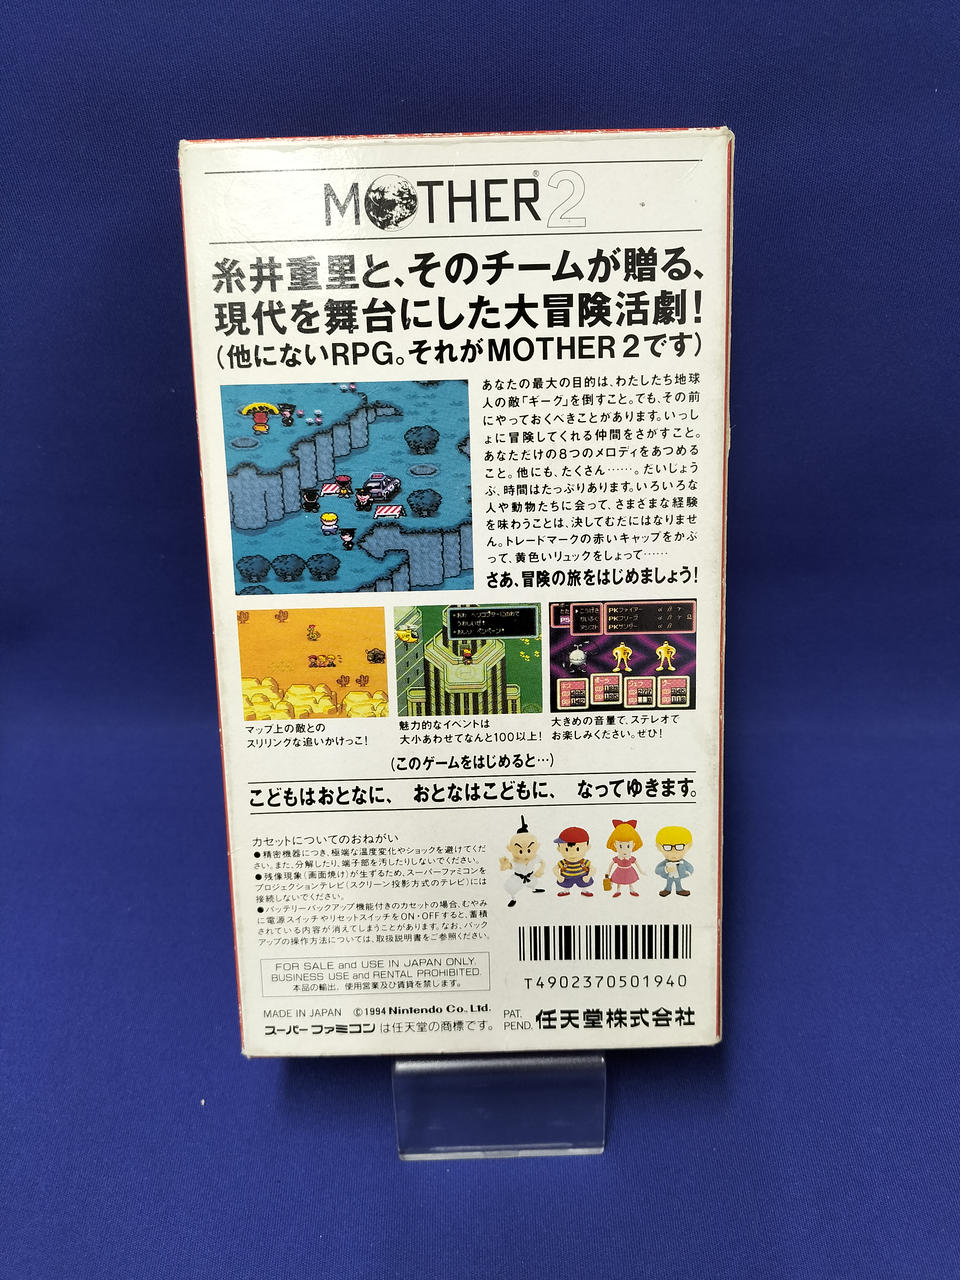 MOTHER® 2
糸井重里と、そのチームが贈る、
現代を舞台にした大冒険活劇!
(他にないRPG。それがMOTHER 2です)
あなたの最大の目的は、わたしたち地球
人の敵「ギーグ」を倒すこと。でも、その前
にやっておくべきことがあります。いっし
ょに冒険してくれる仲間をさがすこと。
あなただけの8つのメロディをあつめる
こと。他にも、たくさん……。だいじょう
ぶ、時間はたっぷりあります。いろいろな
人や動物たちに会って、さまざまな経験
を味わうことは、決してむだにはなりませ
ん。トレードマークの赤いキャップをかぶ
って、黄色いリュックをしょって……
さあ、冒険の旅をはじめましょう!
PKファイアー
PKフリーズ
PKサンダー
マップ上の敵との
スリリングな追いかけっこ!
魅力的なイベントは
大小あわせてなんと100以上!
大きめの音量で、ステレオで
お楽しみください。ぜひ!
(このゲームをはじめると…)
こどもはおとなに、 おとなはこどもに、 なってゆきます。
カセットについてのおねがい
●精密機器につき、極端な温度変化やショックを避けてくだ
さい。また、分解したり、端子部を汚したりしないでください。
●残像現象(画面焼け)が生ずるため、スーパーファミコンを
プロジェクションテレビ(スクリーン投影方式のテレビ)には
接続しないでください。
●バッテリーバックアップ機能付きのカセットの場合、むやみ
に電源スイッチやリセットスイッチをON・OFFすると、蓄積
されている内容が消えてしまうことがあります。なお、バック
アップの操作方法については、取扱説明書をご参照ください。
FOR SALE and USE IN JAPAN ONLY.
BUSINESS USE and RENTAL PROHIBITED.
本品の輸出、使用営業及び賃貸を禁じます。
T4902370501940
MADE IN JAPAN ©1994 Nintendo Co., Ltd.
スーパーファミコンは任天堂の商標です。
PAT.
PEND.
任天堂株式会社